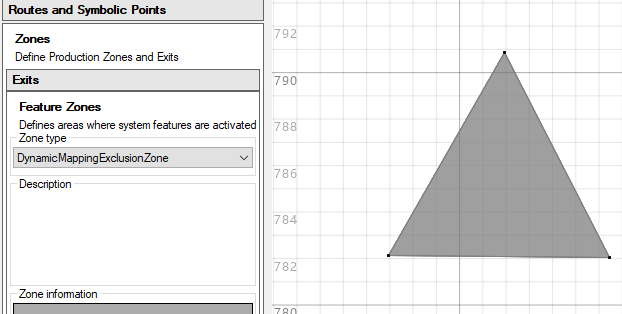 Routes and Symbolic Points
Zones
Define Production Zones and Exits
Exits
Feature Zones
Defines areas where system features are activated
Zone type
DynamicMappingExclusionZone
Description
Zone information
792
790
788
786
784
782
780